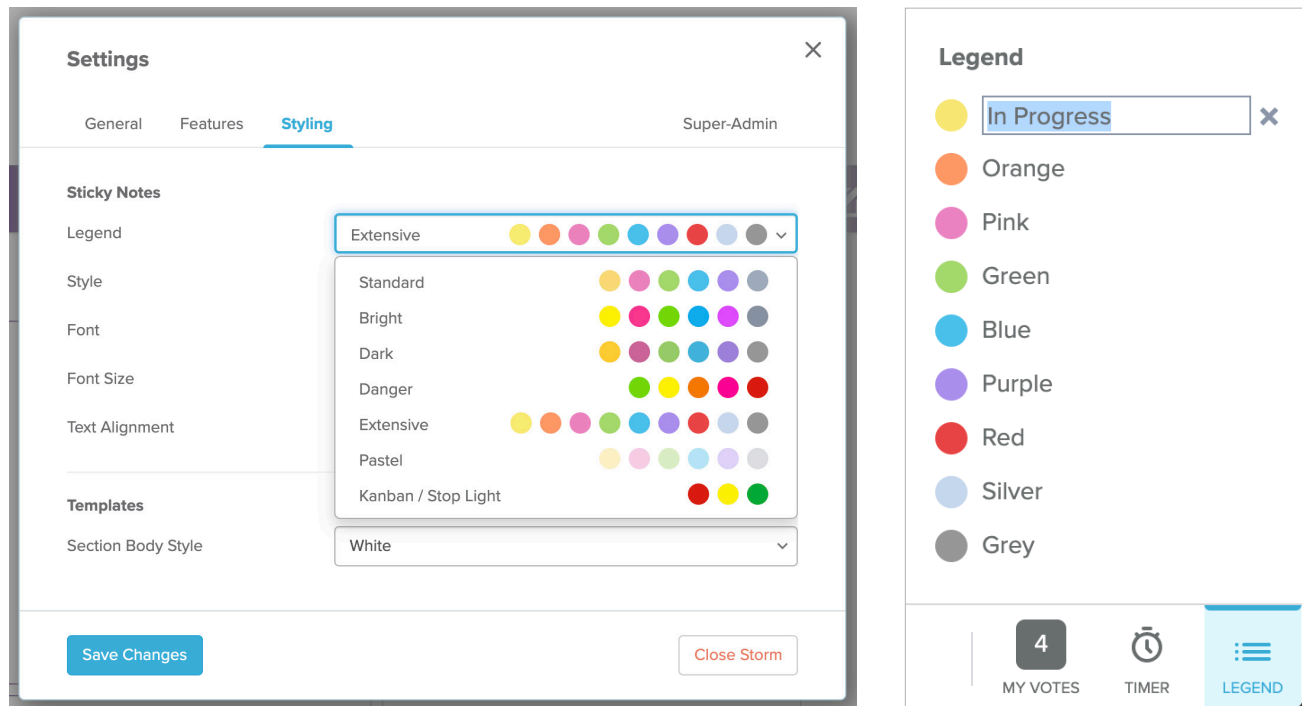 Settings
General Features Styling Super-Admin
Sticky Notes
Legend
Extensive
Style
Font
Font Size
Text Alignment
Standard
Bright
Dark
Danger
Extensive
Pastel
Kanban / Stop Light
Templates
Section Body Style
White
Save Changes
Close Storm
Legend
In Progress
Orange
Pink
Green
Blue
Purple
Red
Silver
Grey
4
MY VOTES
TIMER
LEGEND